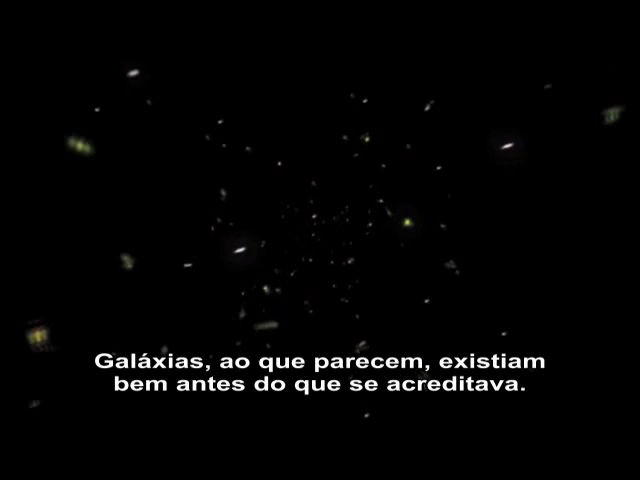 Galáxias, ao que parecem, existiam
bem antes do que se acreditava.